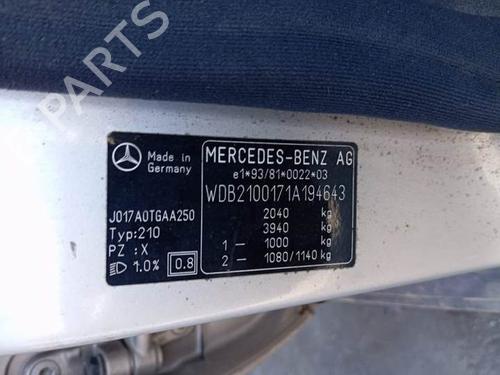 Made in
Germany
J017A0TGAA250
Typ:210
PZ :X
1.0% 0.8
MERCEDES-BENZ AG
e1*93/81*0022*03
WDB2100171A194643
2040 kg
3940 kg
1 — 1000 kg
2 — 1080/1140 kg